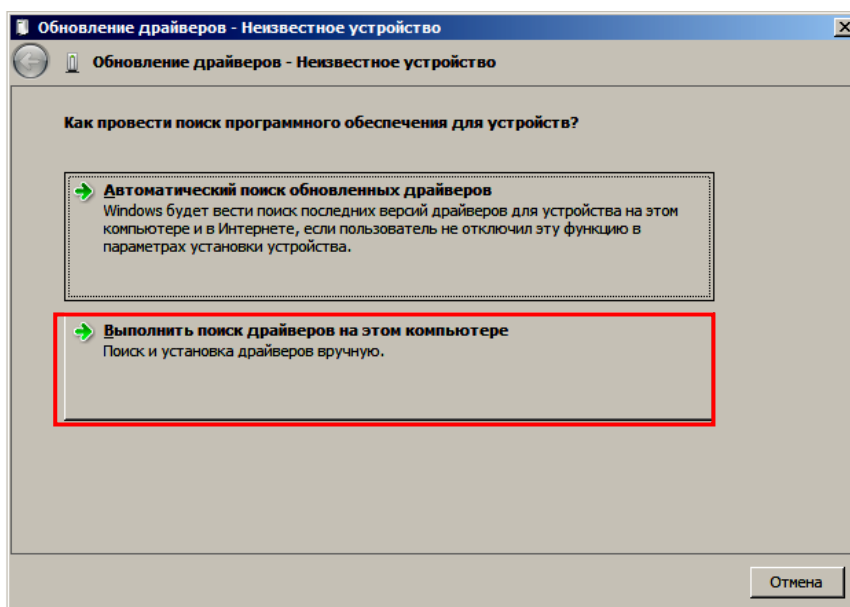 Обновление драйверов - Неизвестное устройство
Обновление драйверов - Неизвестное устройство
Как провести поиск программного обеспечения для устройств?
Автоматический поиск обновленных драйверов
Windows будет вести поиск последних версий драйверов для устройства на этом
компьютере и в Интернете, если пользователь не отключил эту функцию в
параметрах установки устройства.
Выполнить поиск драйверов на этом компьютере
Поиск и установка драйверов вручную.
Отмена